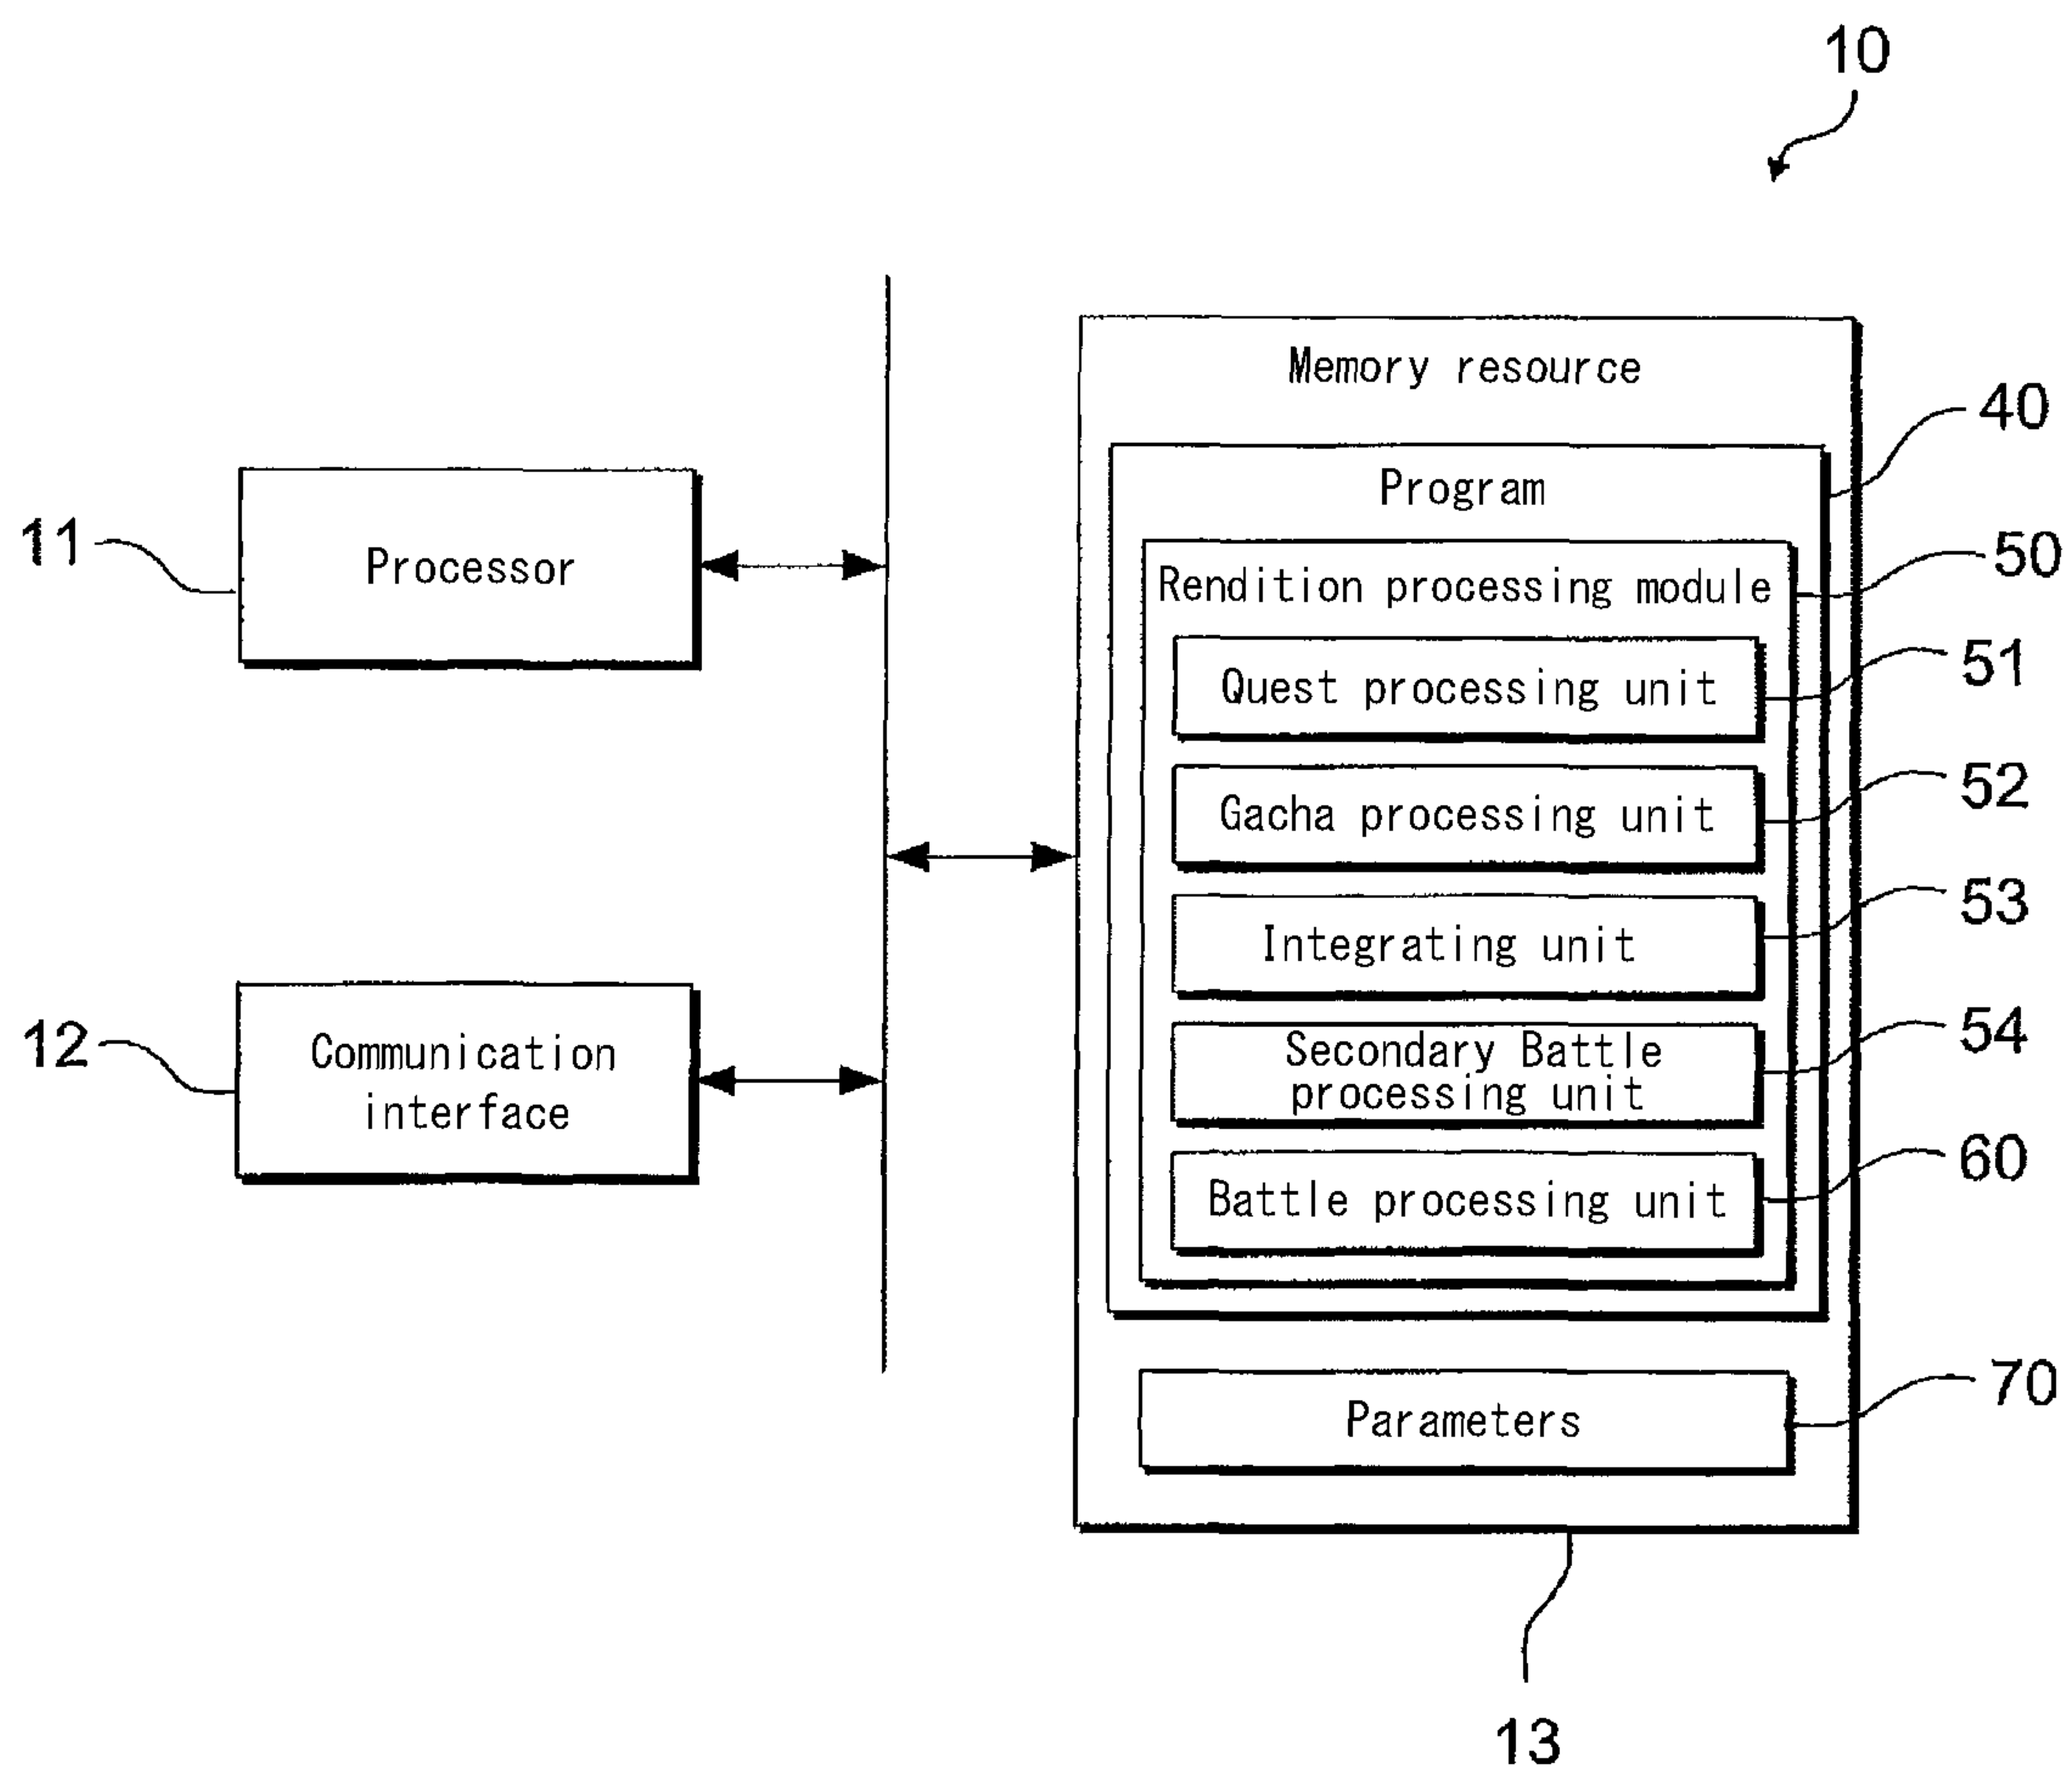 10
Memory resource
40
Program
50
Rendition processing module
11
Processor
51
Quest processing unit
52
Gacha processing unit
53
Integrating unit
12
Communication
interface
54
Secondary Battle
processing unit
60
Battle processing unit
70
Parameters
13